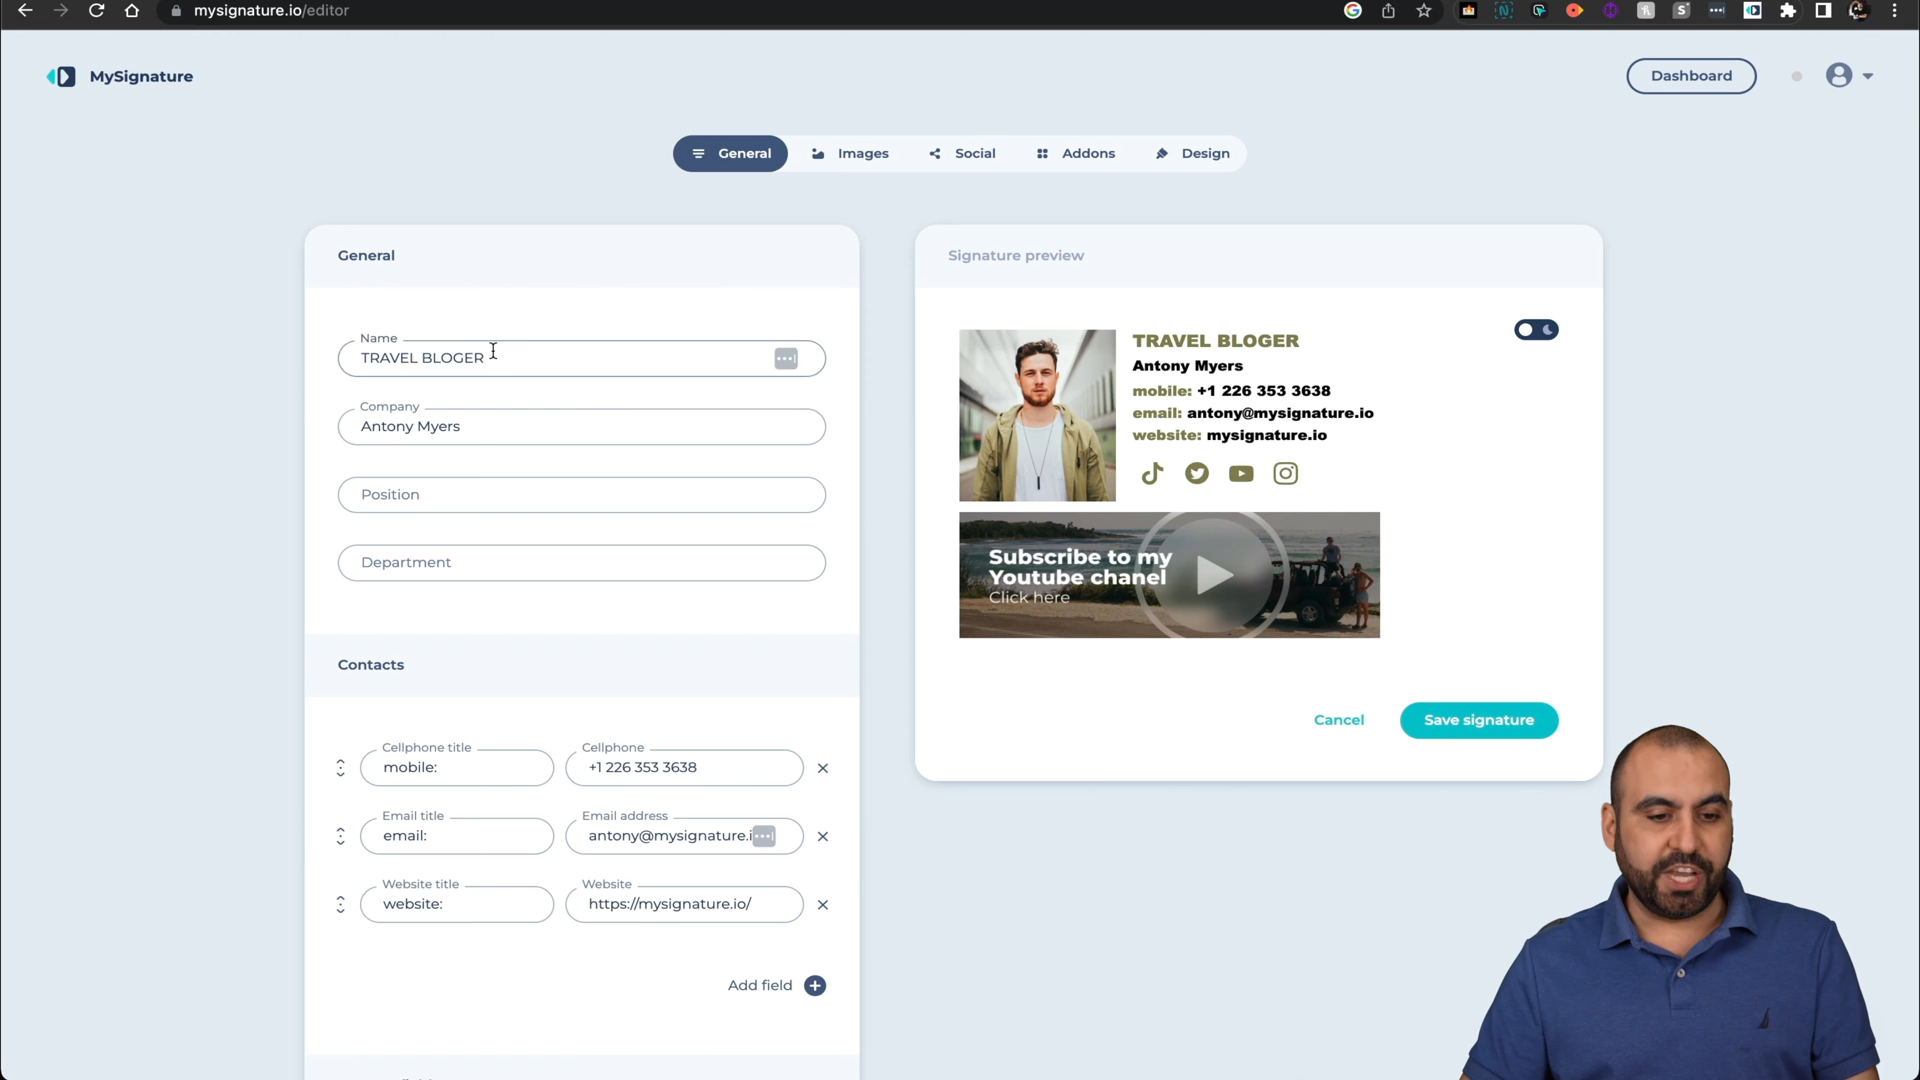 mysignature.io/editor
MySignature
Dashboard
General
Images
Social
Addons
Design
General
Name
TRAVEL BLOGER
Company
Antony Myers
Position
Department
Contacts
Cellphone title
mobile:
Cellphone
+1 226 353 3638
Email title
email:
Email address
antony@mysignature.i
Website title
website:
Website
https://mysignature.io/
Add field
Signature preview
TRAVEL BLOGER
Antony Myers
mobile: +1 226 353 3638
email: antony@mysignature.io
website: mysignature.io
Subscribe to my
Youtube chanel
Click here
Cancel
Save signature